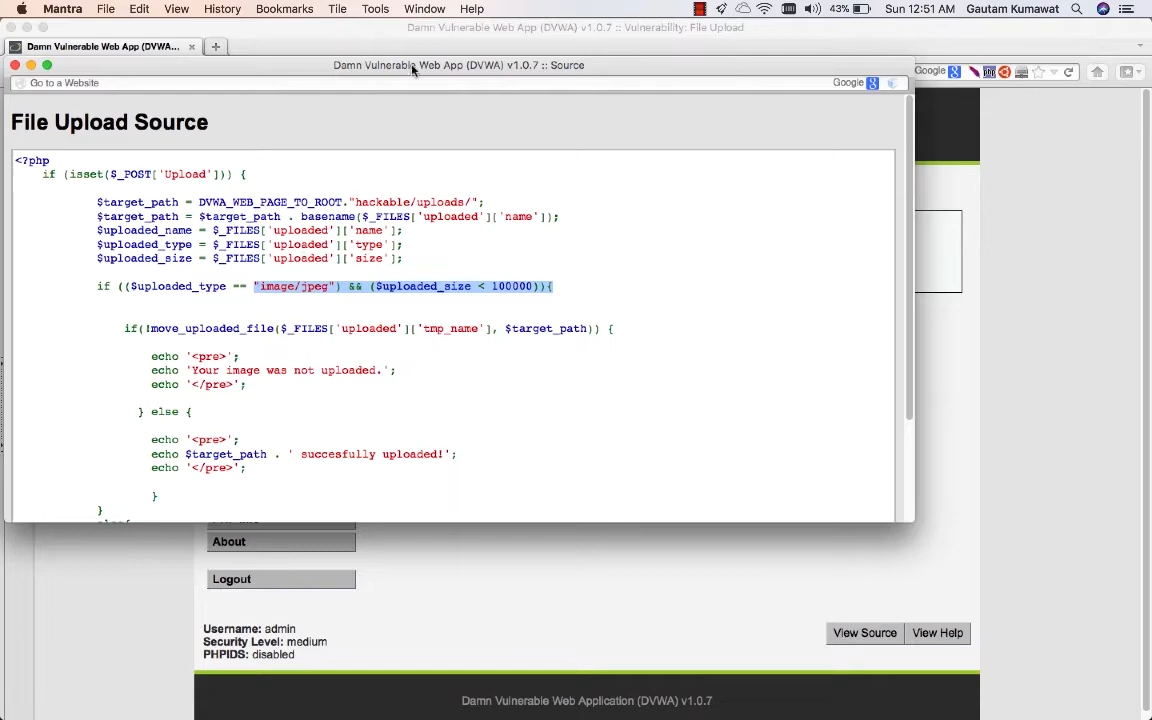 Mantra File Edit View History Bookmarks Tile Tools Window Help 43% Sun 12:51 AM Gautam Kumawat
Damn Vulnerable Web App (DVWA) v1.0.7 :: Vulnerability: File Upload
Damn Vulnerable Web App (DVWA...
Damn Vulnerable Web App (DVWA) v1.0.7 :: Source
Google
Go to a Website
Google
File Upload Source
<?php
if (isset($_POST['Upload'])) {
$target_path = DVWA_WEB_PAGE_TO_ROOT."hackable/uploads/";
$target_path = $target_path . basename($_FILES['uploaded']['name']);
$uploaded_name = $_FILES['uploaded']['name'];
$uploaded_type = $_FILES['uploaded']['type'];
$uploaded_size = $_FILES['uploaded']['size'];
if (($uploaded_type == "image/jpeg") && ($uploaded_size < 100000)){
if(!move_uploaded_file($_FILES['uploaded']['tmp_name'], $target_path)) {
echo '<pre>';
echo 'Your image was not uploaded.';
echo '</pre>';
} else {
echo '<pre>';
echo $target_path . ' succesfully uploaded!';
echo '</pre>';
}
}
else{
About
Logout
Username: admin
Security Level: medium
PHPIDS: disabled
View Source View Help
Damn Vulnerable Web Application (DVWA) v1.0.7